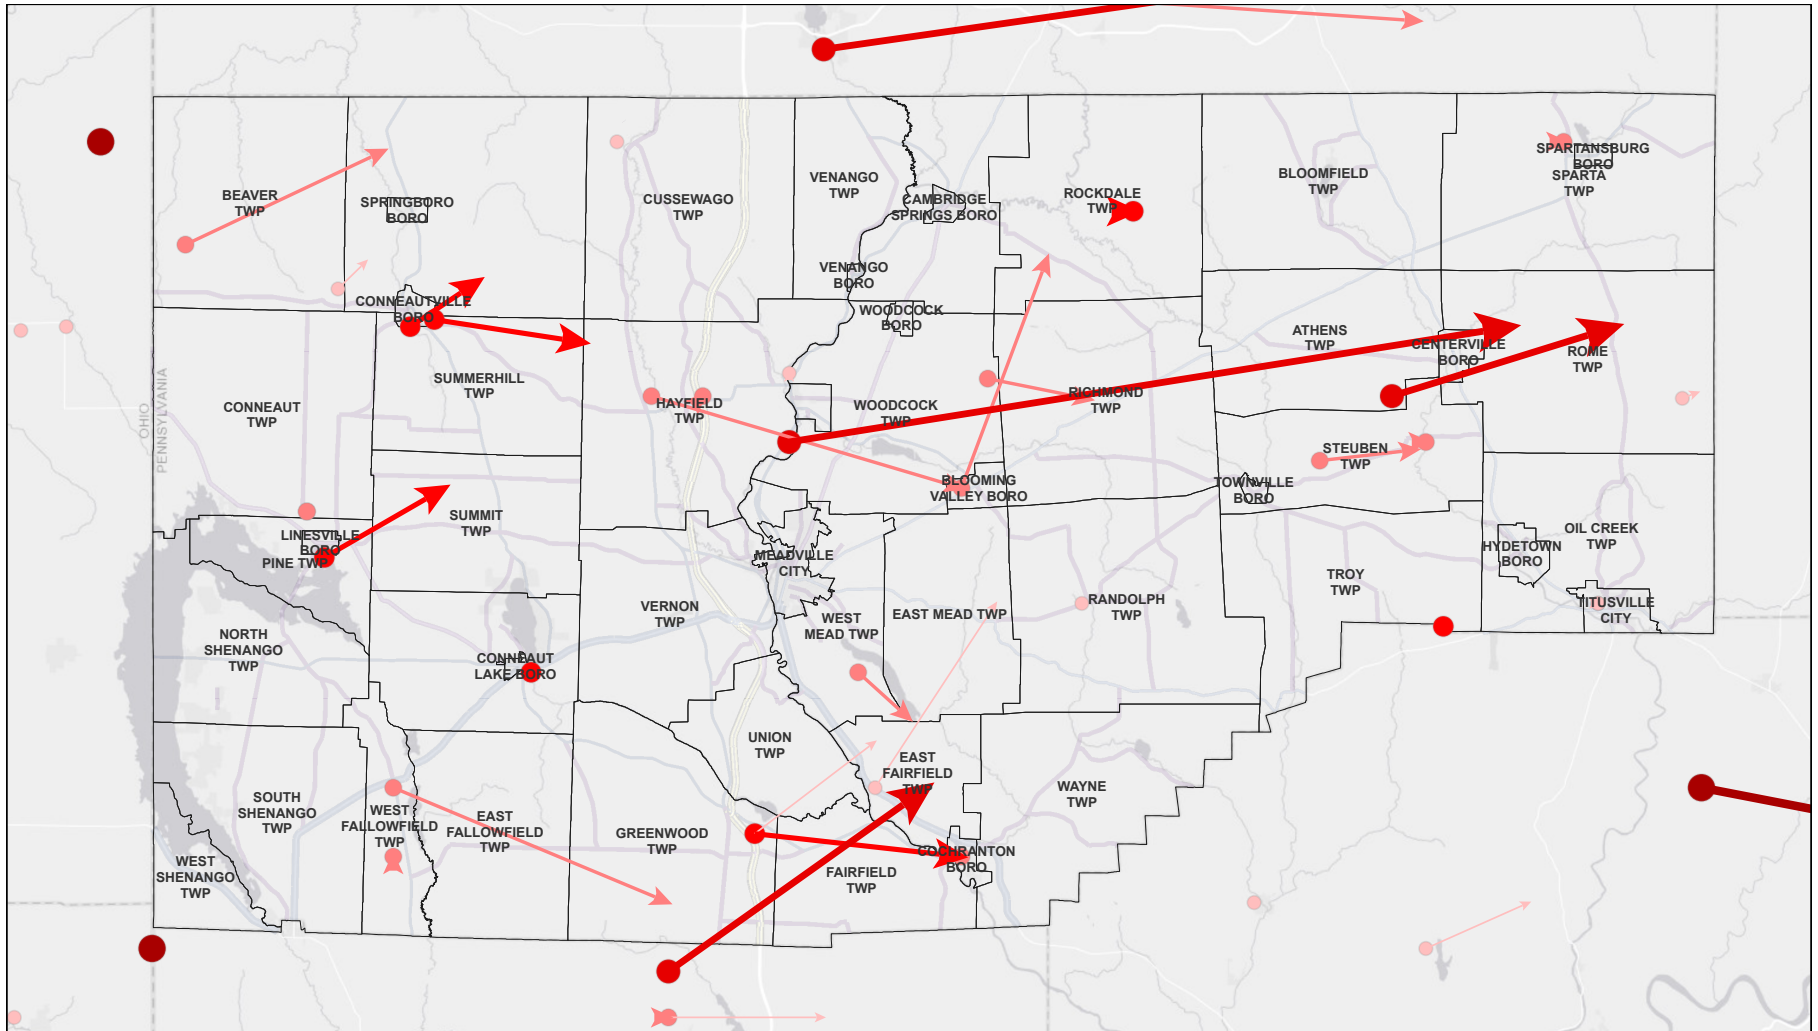 SPARTANSBURG
BORO
SPARTA
TWP
BLOOMFIELD
TWP
VENANGO
TWP
ROCKDALE
TWP
BEAVER
TWP
SPRINGBORO
BORO
CUSSEWAGO
TWP
CAMBRIDGE
SPRINGS BORO
VENANGO
BORO
CONNEAUTVILLE
BORO
WOODCOCK
BORO
ATHENS
TWP
CENTERVILLE
BORO
ROME
TWP
SUMMERHILL
TWP
RICHMOND
TWP
CONNEAUT
TWP
HAYFIELD
TWP
WOODCOCK
TWP
OHIO
PENNSYLVANIA
STEUBEN
TWP
BLOOMING
VALLEY BORO
TOWNVILLE
BORO
SUMMIT
TWP
LINESVILLE
BORO
PINE TWP
OIL CREEK
TWP
HYDETOWN
BORO
MEADVILLE
CITY
TROY
TWP
VERNON
TWP
WEST
MEAD TWP
EAST MEAD TWP
RANDOLPH
TWP
TITUSVILLE
CITY
NORTH
SHENANGO
TWP
CONNEAUT
LAKE BORO
UNION
TWP
EAST
FAIRFIELD
TWP
WAYNE
TWP
SOUTH
SHENANGO
TWP
WEST
FALLOWFIELD
TWP
EAST
FALLOWFIELD
TWP
GREENWOOD
TWP
COCHRANTON
BORO
WEST
SHENANGO
TWP
FAIRFIELD
TWP